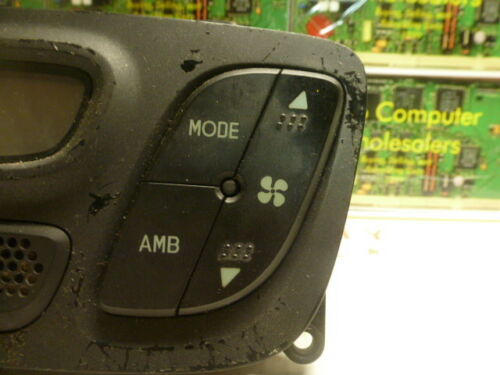 MODE
AMB
Computer
holesalers